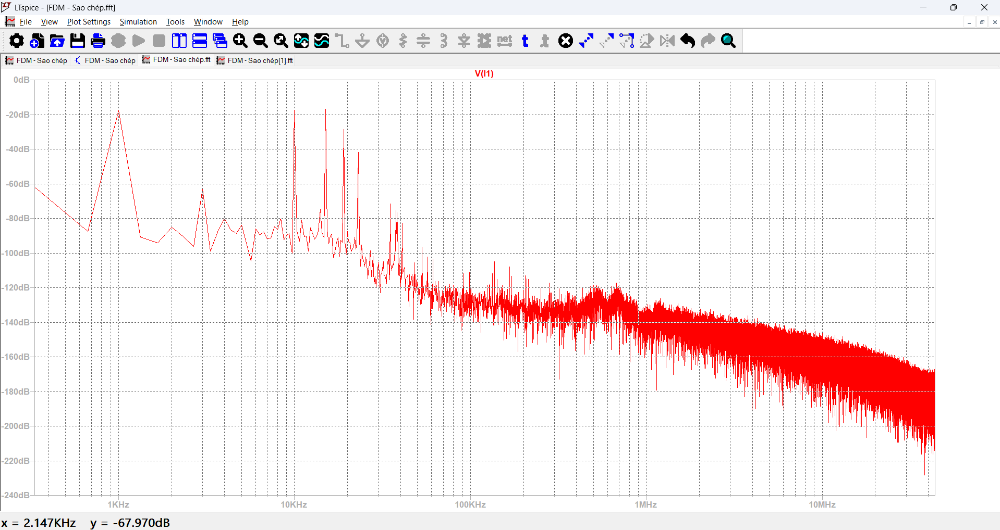 LTspice - [FDM - Sao chép.fft]
File View Plot Settings Simulation Tools Window Help
net t t
FDM - Sao chép FDM - Sao chép FDM - Sao chép.fft FDM - Sao chép[1].fft
V(I1)
0dB
-20dB
-40dB
-60dB
-80dB
-100dB
-120dB
-140dB
-160dB
-180dB
-200dB
-220dB
-240dB
1KHz 10KHz 100KHz 1MHz 10MHz
x = 2.147KHz y = -67.970dB